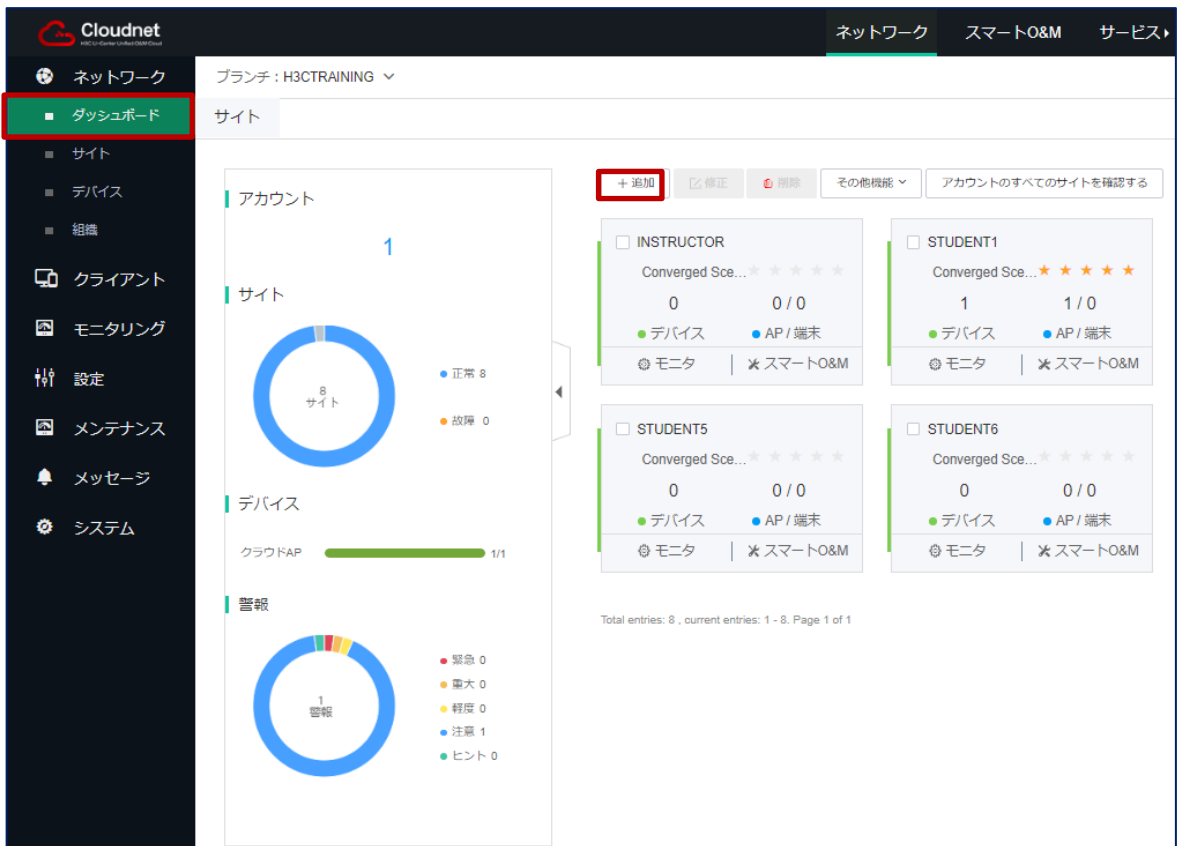 Cloudnet
ネットワーク スマートO&M サービス
ネットワーク
ダッシュボード
サイト
デバイス
組織
クライアント
モニタリング
設定
メンテナンス
メッセージ
システム
ブランチ : H3CTRAINING
サイト
アカウント
1
サイト
8
サイト
正常 8
故障 0
デバイス
クラウドAP 1/1
警報
1
警報
緊急 0
重大 0
軽度 0
注意 1
ヒント 0
+ 追加 修正 削除 その他機能 アカウントのすべてのサイトを確認する
INSTRUCTOR
Converged Sce...
0 0 / 0
デバイス AP / 端末
モニタ スマートO&M
STUDENT1
Converged Sce...
1 1 / 0
デバイス AP / 端末
モニタ スマートO&M
STUDENT5
Converged Sce...
0 0 / 0
デバイス AP / 端末
モニタ スマートO&M
STUDENT6
Converged Sce...
0 0 / 0
デバイス AP / 端末
モニタ スマートO&M
Total entries: 8 , current entries: 1 - 8. Page 1 of 1